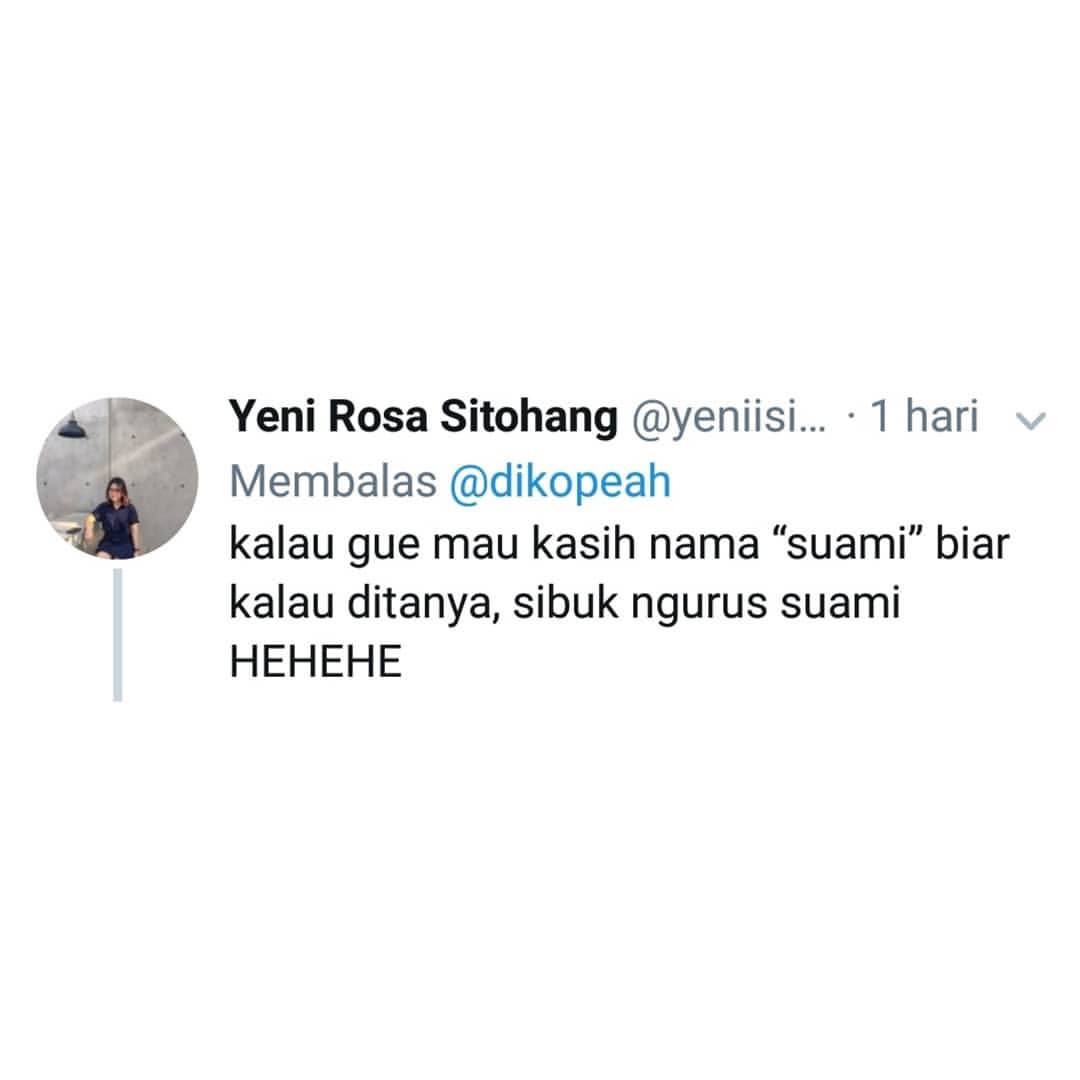 Yeni Rosa Sitohang @yeniisi... · 1 hari
Membalas @dikopeah
kalau gue mau kasih nama “suami” biar
kalau ditanya, sibuk ngurus suami
HEHEHE